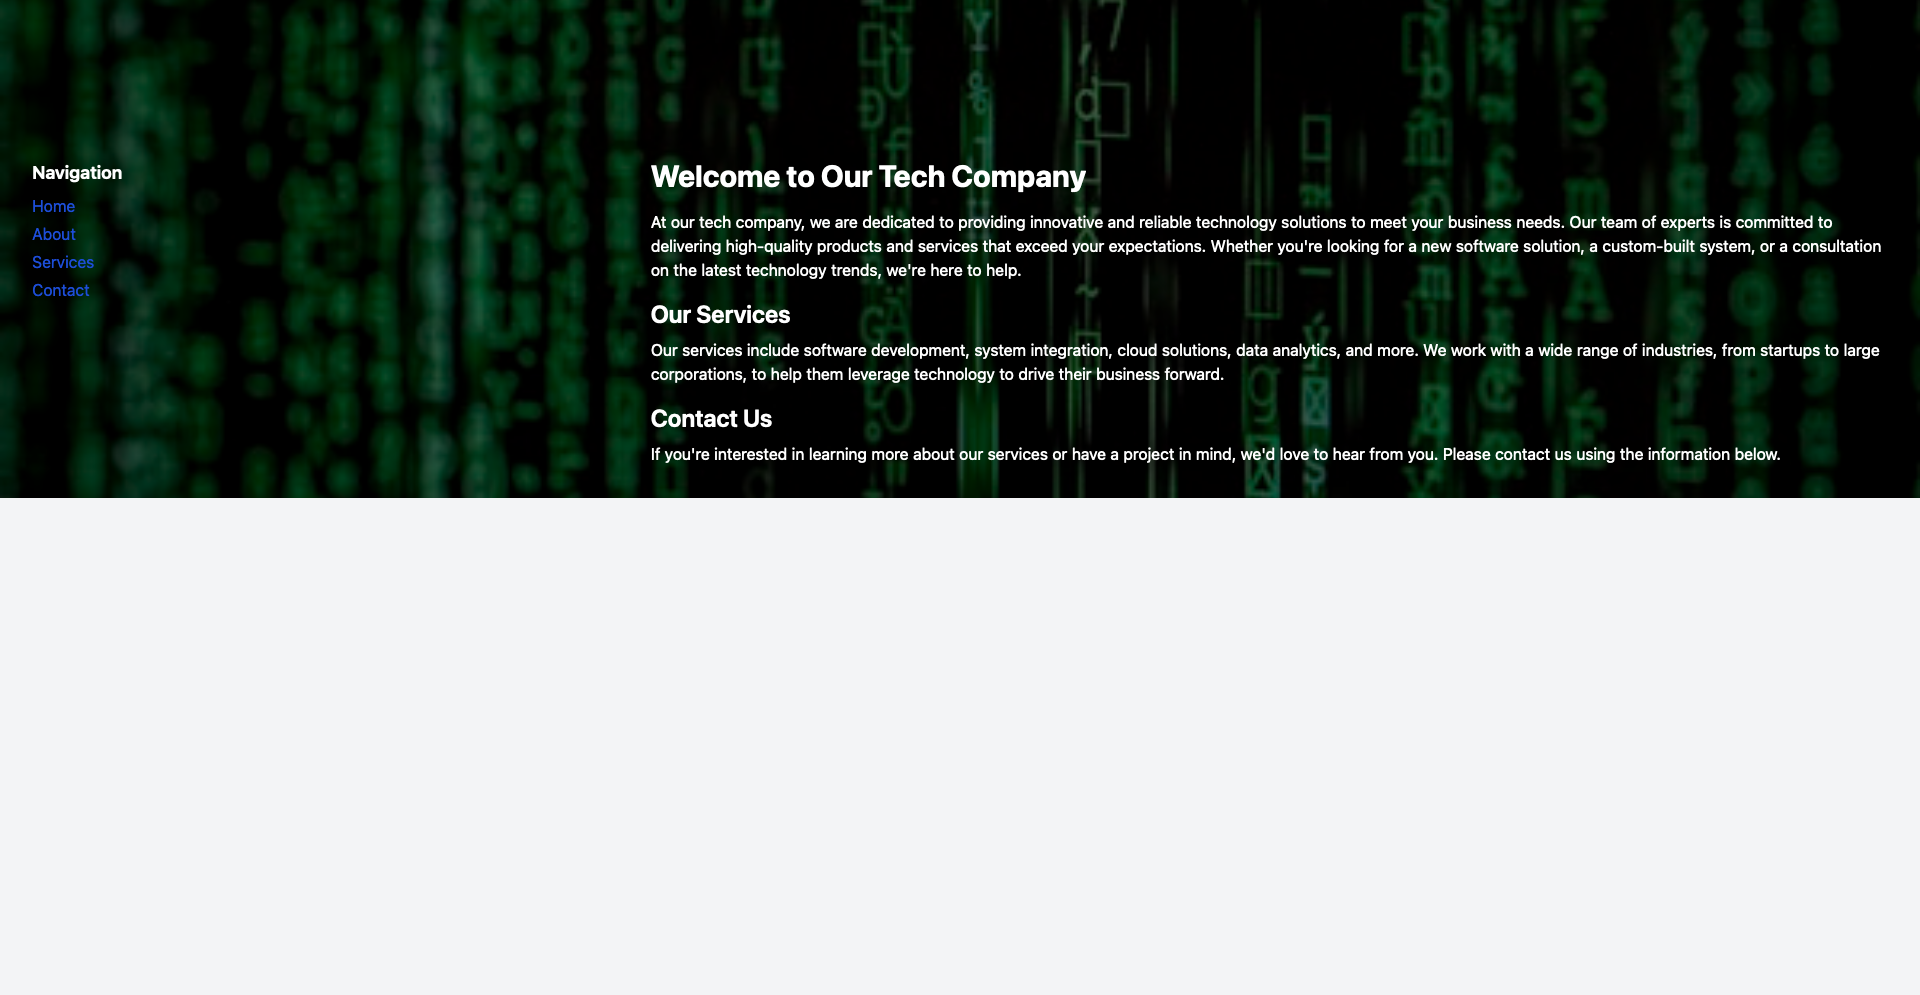 Navigation
Home
About
Services
Contact
Welcome to Our Tech Company
At our tech company, we are dedicated to providing innovative and reliable technology solutions to meet your business needs. Our team of experts is committed to
delivering high-quality products and services that exceed your expectations. Whether you're looking for a new software solution, a custom-built system, or a consultation
on the latest technology trends, we're here to help.
Our Services
Our services include software development, system integration, cloud solutions, data analytics, and more. We work with a wide range of industries, from startups to large
corporations, to help them leverage technology to drive their business forward.
Contact Us
If you're interested in learning more about our services or have a project in mind, we'd love to hear from you. Please contact us using the information below.